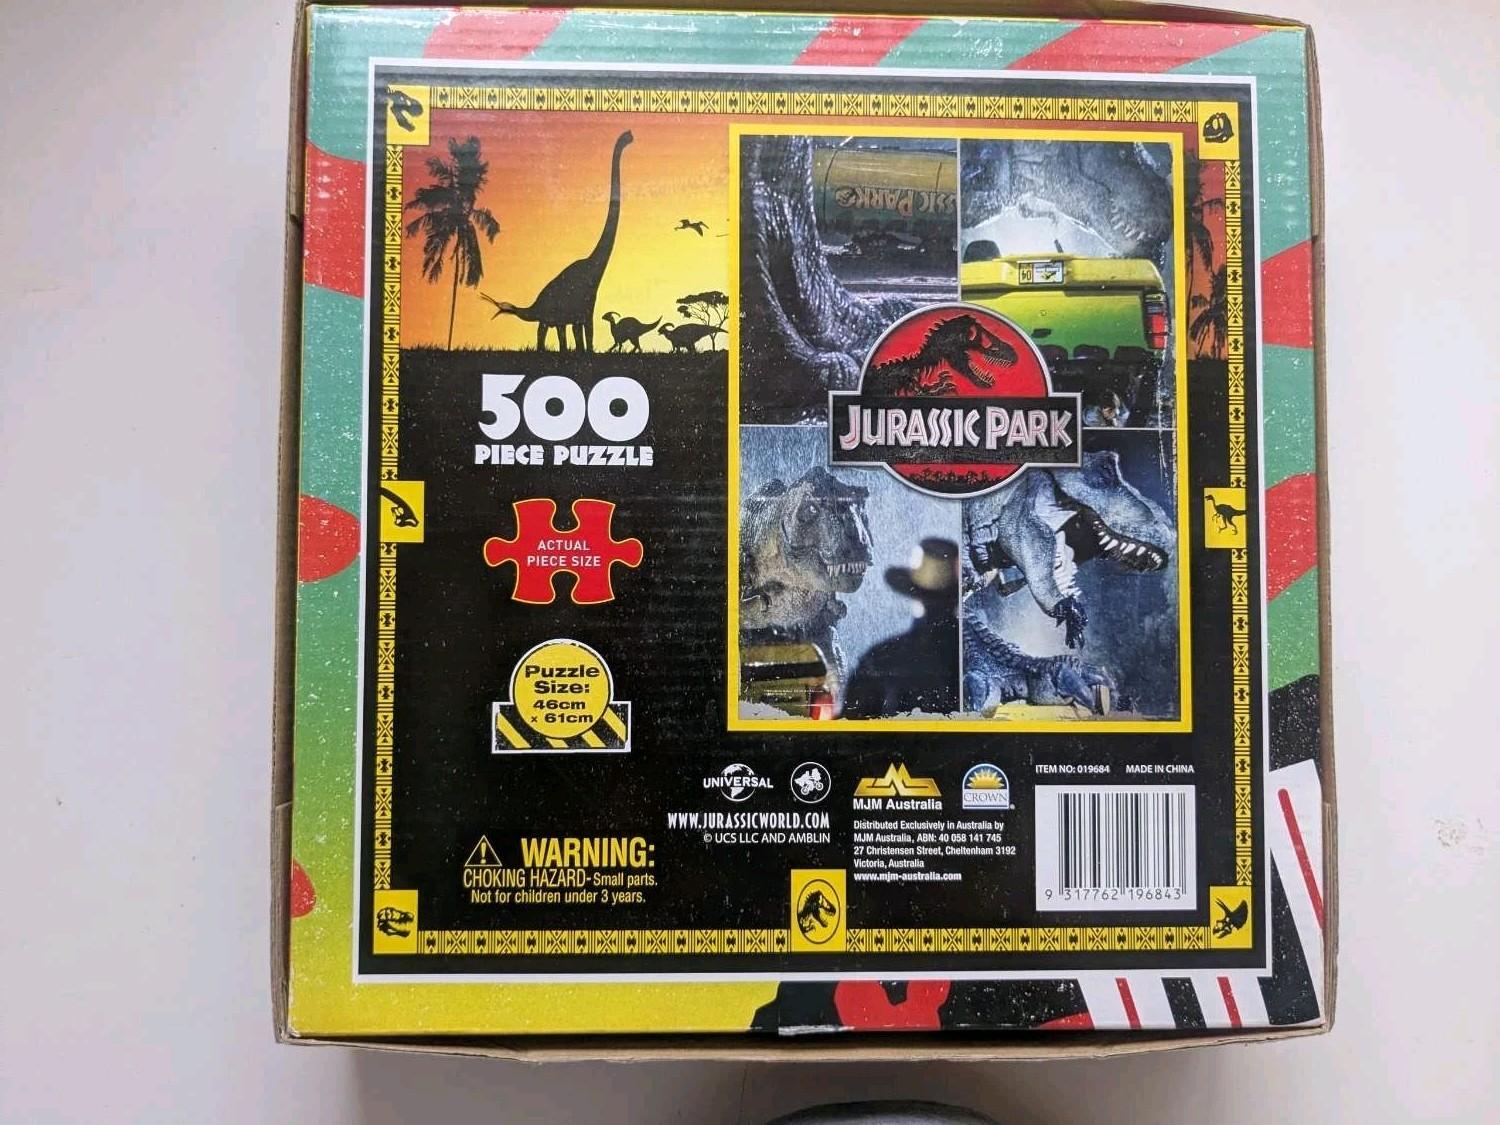 500
PIECE PUZZLE
ACTUAL
PIECE SIZE
Puzzle
Size:
46cm
x 61cm
JURASSIC PARK
WARNING:
CHOKING HAZARD- Small parts.
Not for children under 3 years.
UNIVERSAL
WWW.JURASSICWORLD.COM
© UCS LLC AND AMBLIN
MJM Australia
CROWN
Distributed Exclusively in Australia by
MJM Australia, ABN: 40 058 141 745
27 Christensen Street, Cheltenham 3192
Victoria, Australia
www.mjm-australia.com
ITEM NO: 019684 MADE IN CHINA
9 317762 196843